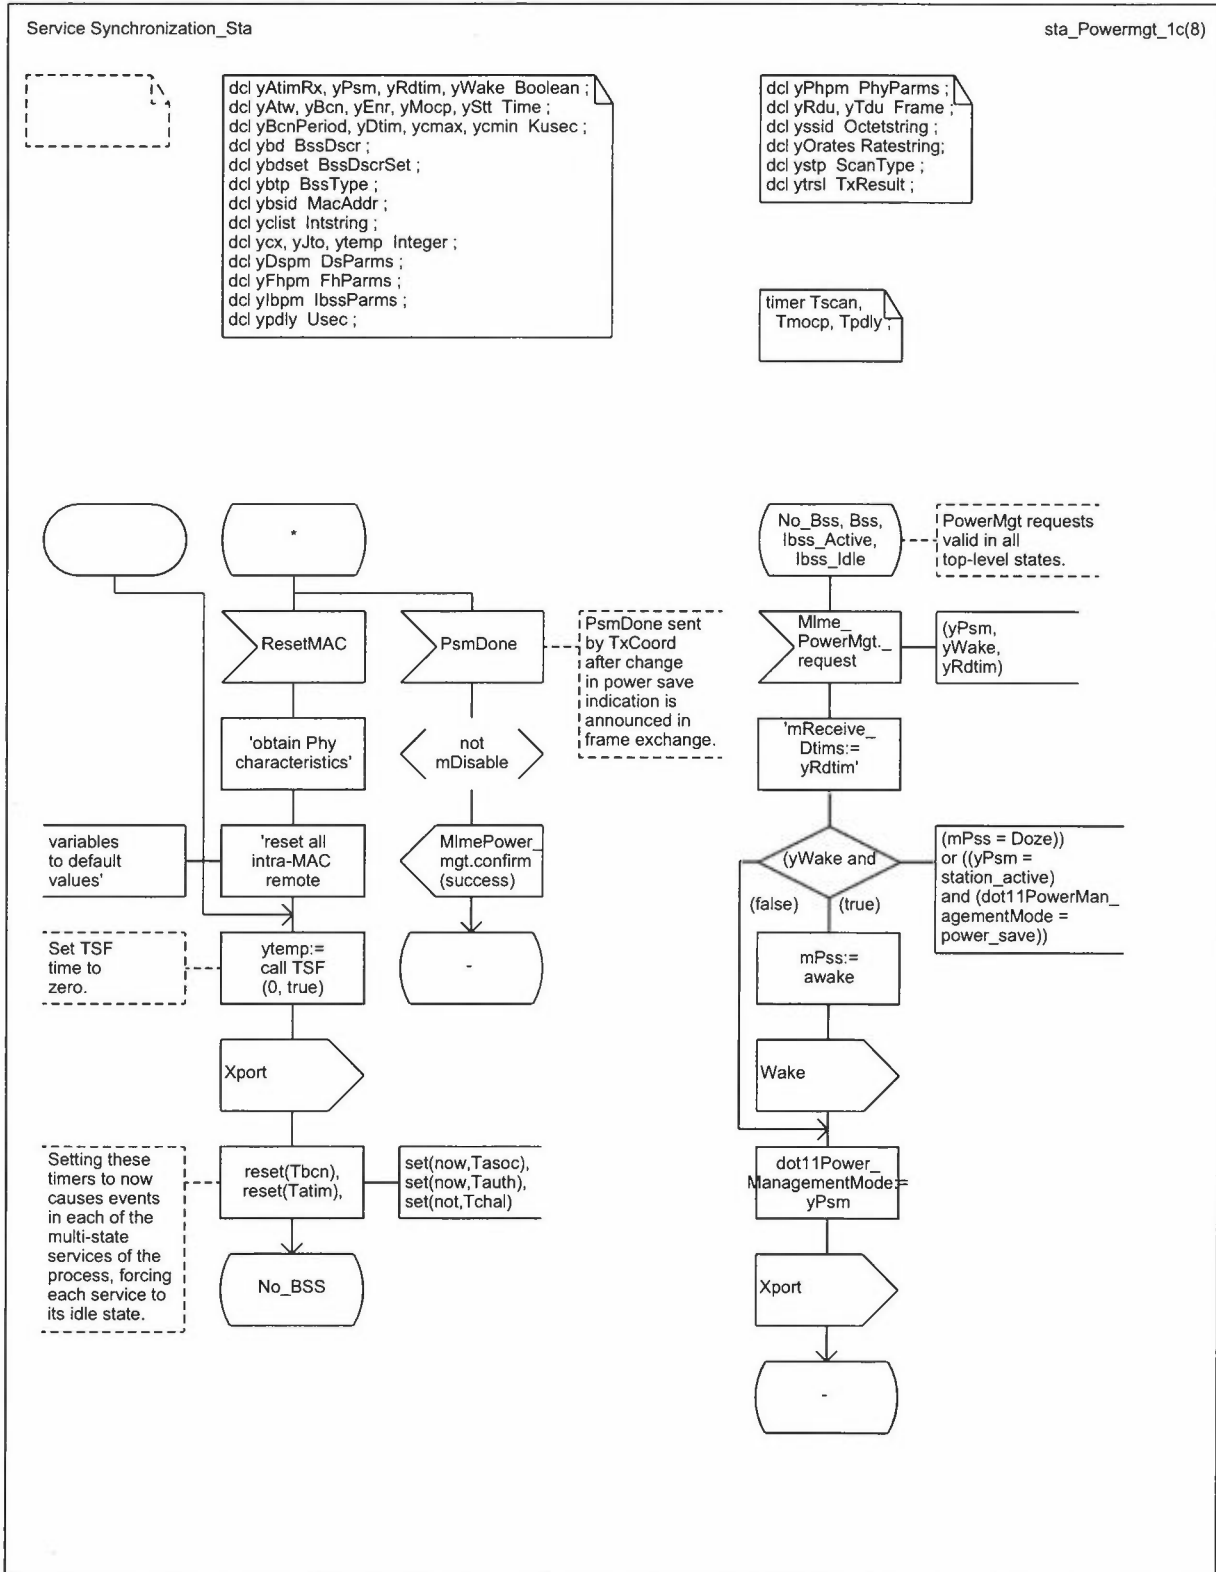 Service Synchronization_Sta
sta_Powermgt_1c(8)
dcl yAtimRx, yPsm, yRdtim, yWake Boolean ;
dcl yAtw, yBcn, yEnr, yMocp, yStt Time ;
dcl yBcnPeriod, yDtim, ycmax, ycmin Kusec ;
dcl ybd BssDscr ;
dcl ybdset BssDscrSet ;
dcl ybtp BssType ;
dcl ybsid MacAddr ;
dcl yclist Intstring ;
dcl ycx, yJto, ytemp Integer ;
dcl yDspm DsParms ;
dcl yFhpm FhParms ;
dcl yIbpm IbssParms ;
dcl ypdly Usec ;
dcl yPhpm PhyParms ;
dcl yRdu, yTdu Frame ;
dcl yssid Octetstring ;
dcl yOrates Ratestring;
dcl ystp ScanType ;
dcl ytrsl TxResult ;
timer Tscan,
Tmocp, Tpdly ;
*
ResetMAC
'obtain Phy
characteristics'
'reset all
intra-MAC
remote
variables
to default
values'
ytemp:=
call TSF
(0, true)
Set TSF
time to
zero.
Xport
reset(Tbcn),
reset(Tatim),
set(now,Tasoc),
set(now,Tauth),
set(not,Tchal)
Setting these
timers to now
causes events
in each of the
multi-state
services of the
process, forcing
each service to
its idle state.
No_BSS
PsmDone
PsmDone sent
by TxCoord
after change
in power save
indication is
announced in
frame exchange.
not
mDisable
MlmePower_
mgt.confirm
(success)
-
No_Bss, Bss,
Ibss_Active,
Ibss_Idle
PowerMgt requests
valid in all
top-level states.
Mlme_
PowerMgt._
request
(yPsm,
yWake,
yRdtim)
'mReceive_
Dtims:=
yRdtim'
(yWake and
(mPss = Doze))
or ((yPsm =
station_active)
and (dot11PowerMan_
agementMode =
power_save))
(false)
(true)
mPss:=
awake
Wake
dot11Power_
ManagementMode:=
yPsm
Xport
-